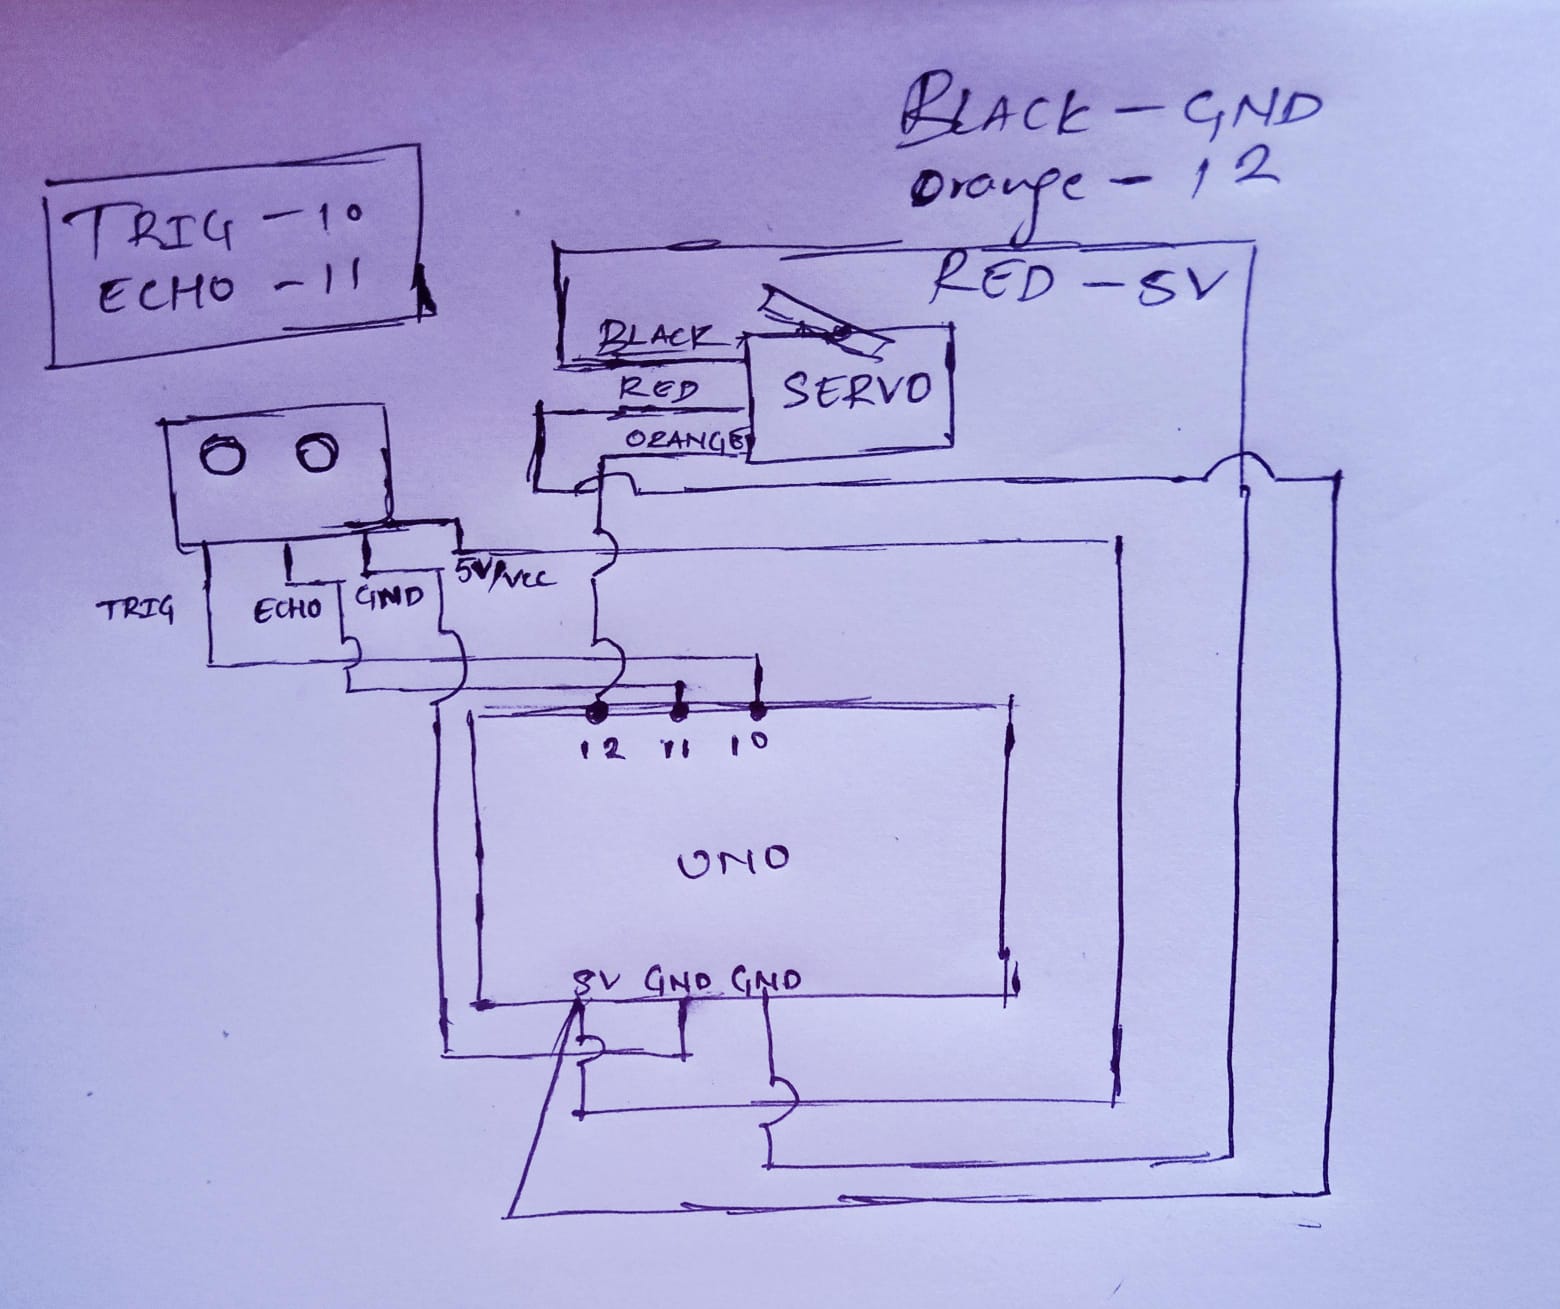 BLACK - GND
Orange - 12
RED - 5V
TRIG - 10
ECHO - 11
BLACK
RED
ORANGE
SERVO
TRIG
ECHO
GND
5V/VCC
12 11 10
UNO
5V GND GND